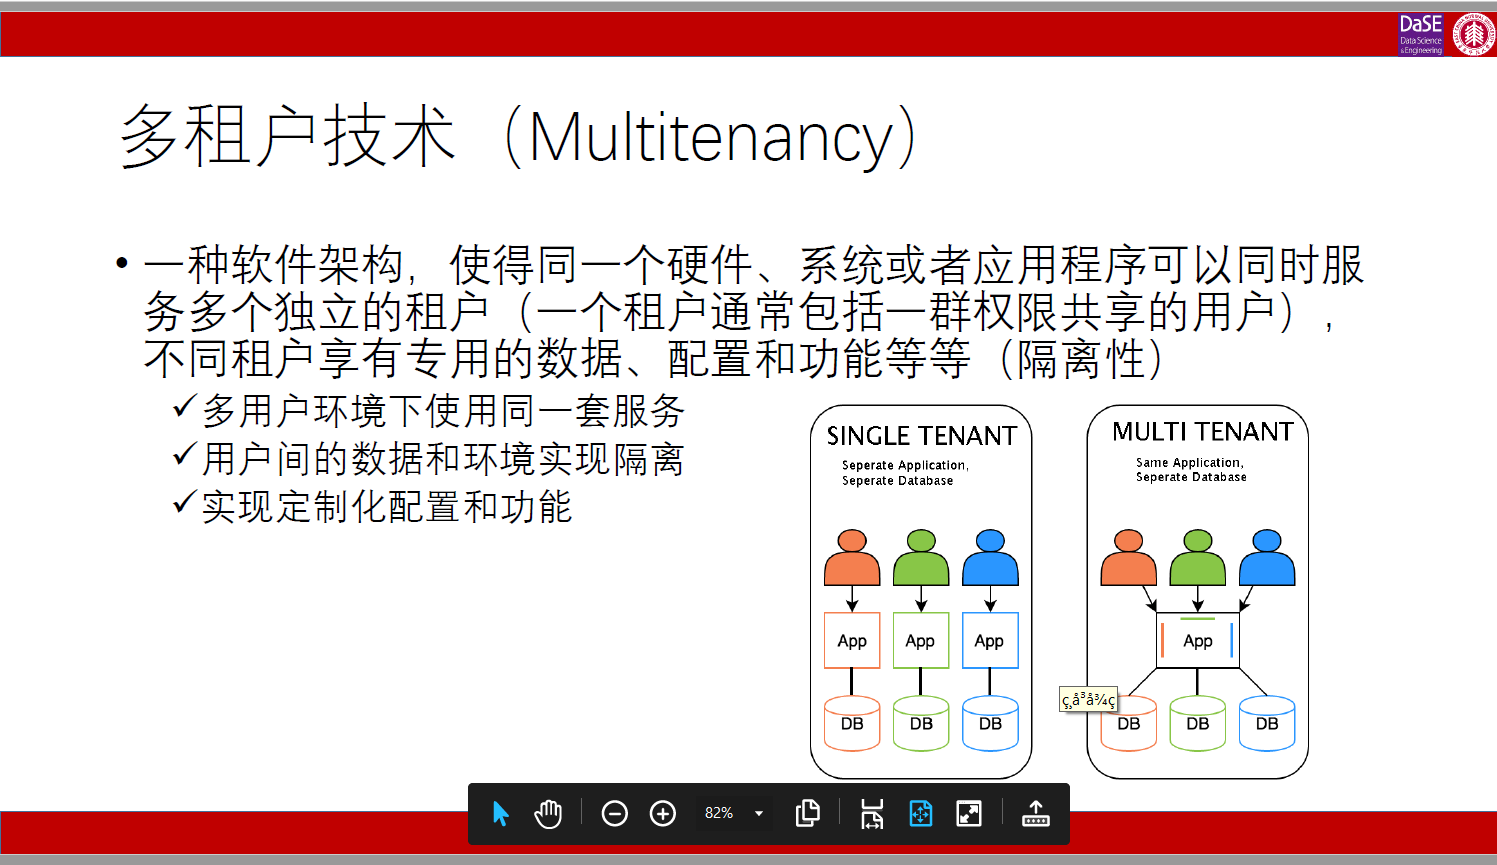 DaSE
Data Science
& Engineering
多租户技术（Multitenancy）
• 一种软件架构，使得同一个硬件、系统或者应用程序可以同时服
务多个独立的租户（一个租户通常包括一群权限共享的用户），
不同租户享有专用的数据、配置和功能等等（隔离性）
✓多用户环境下使用同一套服务
✓用户间的数据和环境实现隔离
✓实现定制化配置和功能
SINGLE TENANT
Seperate Application,
Seperate Database
App
App
App
DB
DB
DB
MULTI TENANT
Same Application,
Seperate Database
App
DB
DB
DB
82%